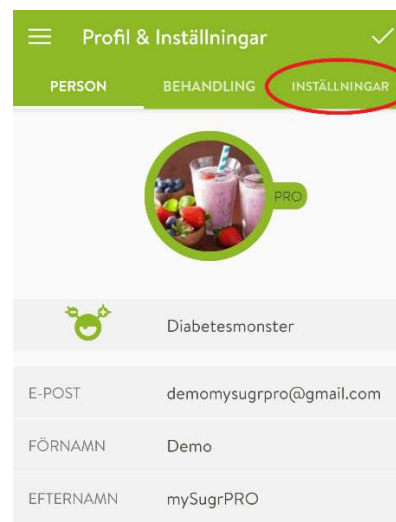 Profil & Inställningar
PERSON BEHANDLING INSTÄLLNINGAR
PRO
Diabetesmonster
E-POST demomysugrpro@gmail.com
FÖRNAMN Demo
EFTERNAMN mySugrPRO